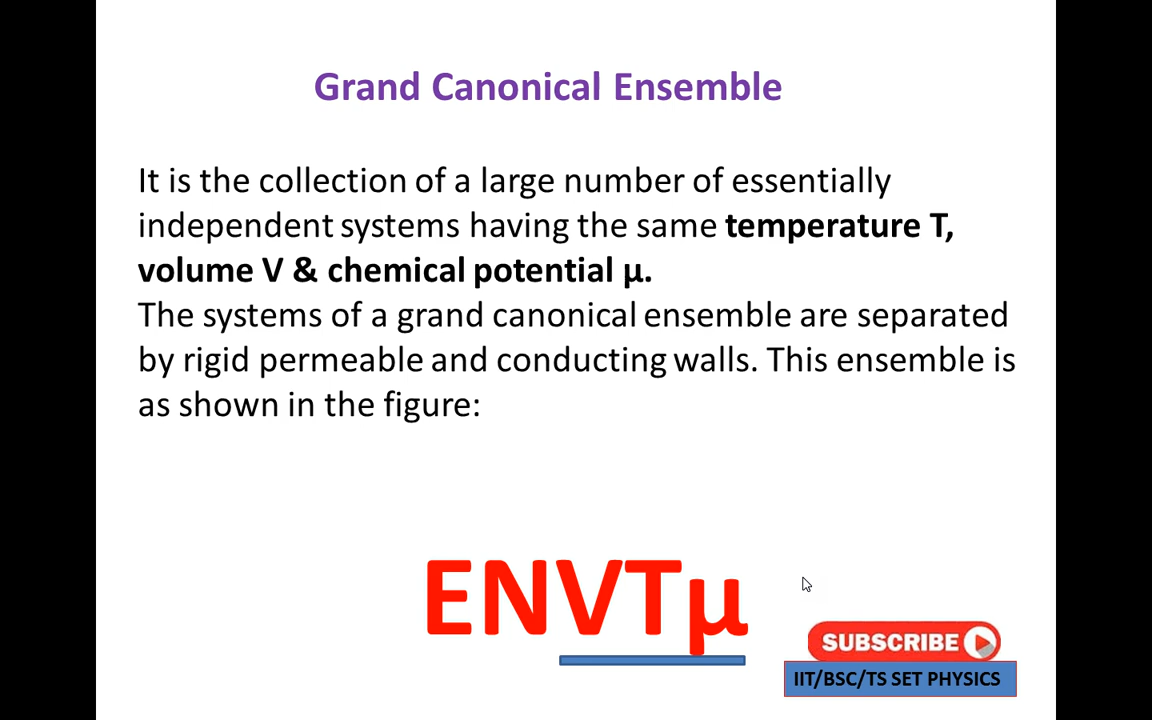 Grand Canonical Ensemble
It is the collection of a large number of essentially
independent systems having the same temperature T,
volume V & chemical potential μ.
The systems of a grand canonical ensemble are separated
by rigid permeable and conducting walls. This ensemble is
as shown in the figure:
ENVTμ
SUBSCRIBE
IIT/BSC/TS SET PHYSICS